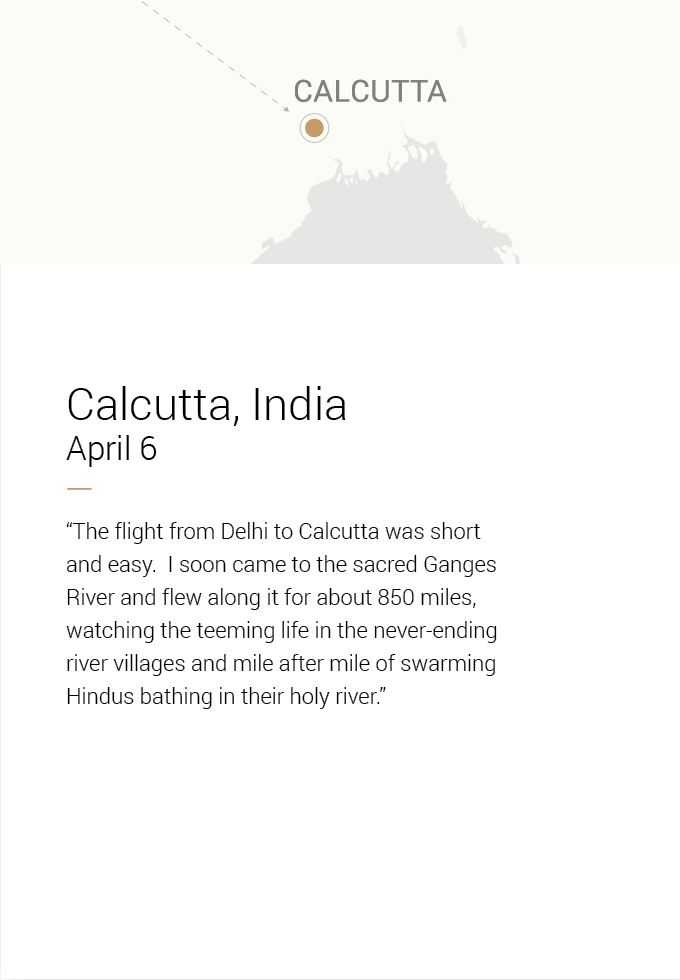 CALCUTTA
Calcutta, India
April 6
“The flight from Delhi to Calcutta was short
and easy.  I soon came to the sacred Ganges
River and flew along it for about 850 miles,
watching the teeming life in the never-ending
river villages and mile after mile of swarming
Hindus bathing in their holy river.”